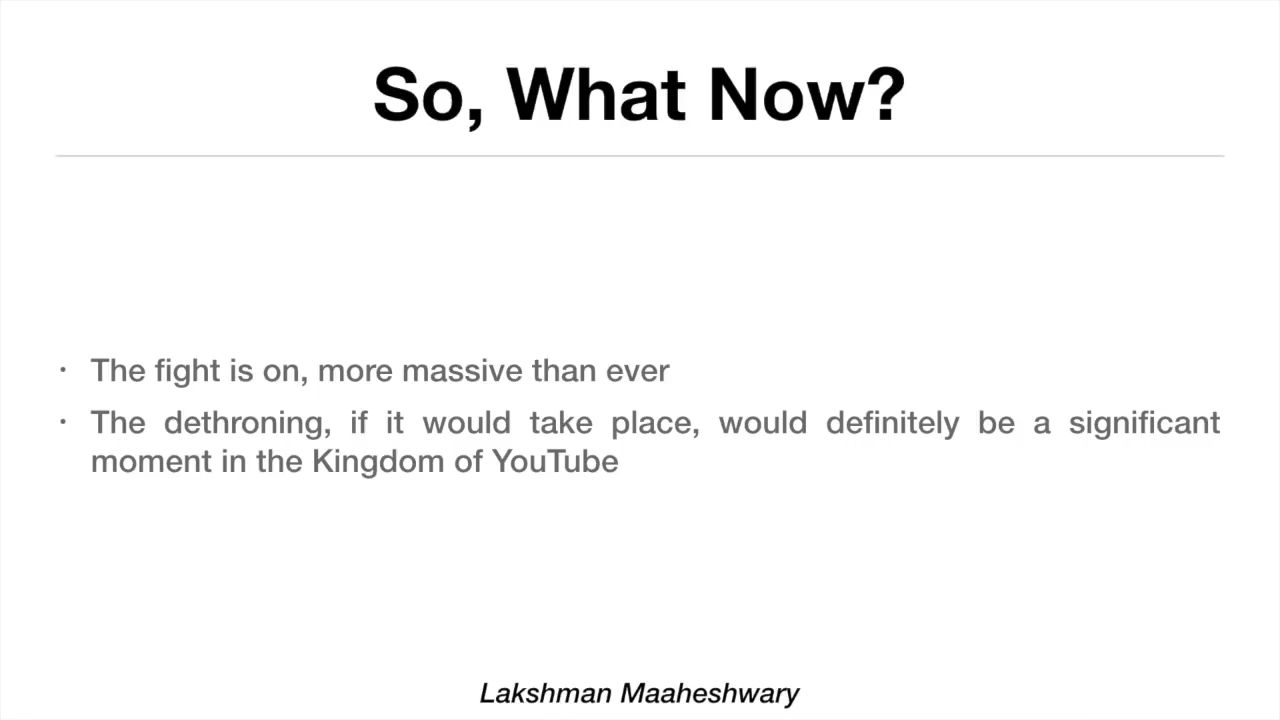 So, What Now?
· The fight is on, more massive than ever
· The dethroning, if it would take place, would definitely be a significant
moment in the Kingdom of YouTube
Lakshman Maaheshwary